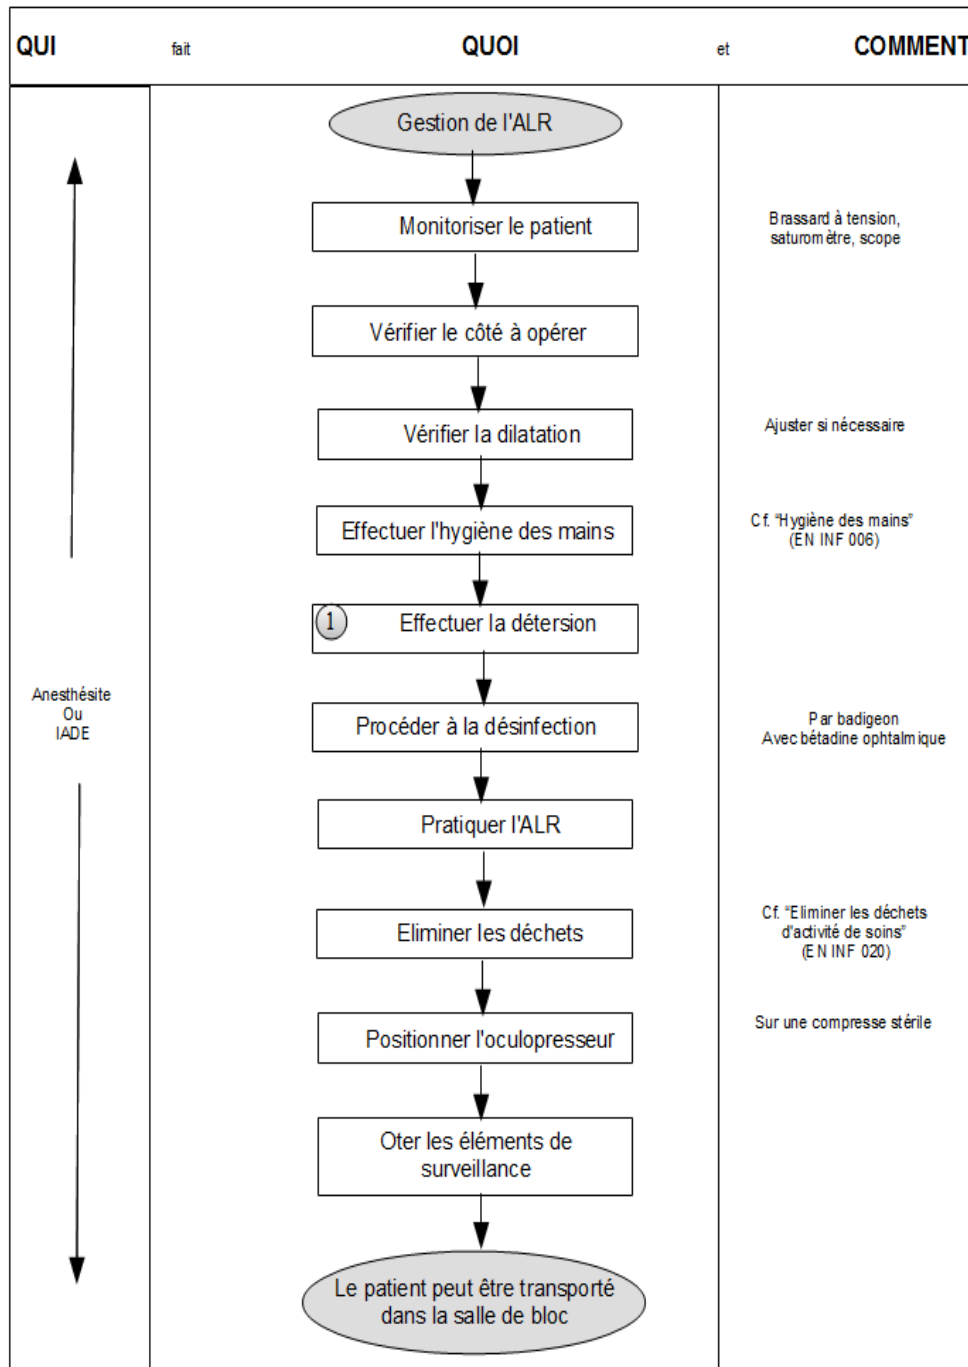 QUI fait QUOI et COMMENT
Gestion de l'ALR
Monitoriser le patient
Brassard à tension,
saturomètre, scope
Vérifier le côté à opérer
Vérifier la dilatation
Ajuster si nécessaire
Effectuer l'hygiène des mains
Cf. "Hygiène des mains"
(EN INF 006)
1 Effectuer la détersion
Anesthésite
Ou
IADE
Procéder à la désinfection
Par badigeon
Avec bétadine ophtalmique
Pratiquer l'ALR
Eliminer les déchets
Cf. "Eliminer les déchets
d'activité de soins"
(EN INF 020)
Positionner l'oculopresseur
Sur une compresse stérile
Oter les éléments de
surveillance
Le patient peut être transporté
dans la salle de bloc